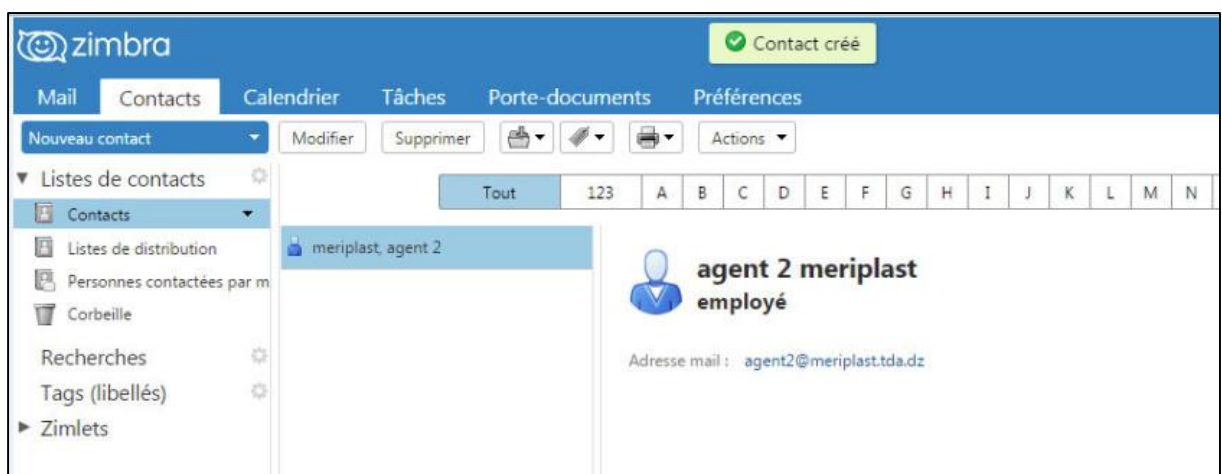 zimbra
Contact créé
Mail Contacts Calendrier Tâches Porte-documents Préférences
Nouveau contact Modifier Supprimer Actions
Listes de contacts
Tout 123 A B C D E F G H I J K L M N
Contacts
Listes de distribution
meriplast, agent 2
Personnes contactées par m
Corbeille
agent 2 meriplast
employé
Recherches
Adresse mail : agent2@meriplast.tda.dz
Tags (libellés)
Zimlets